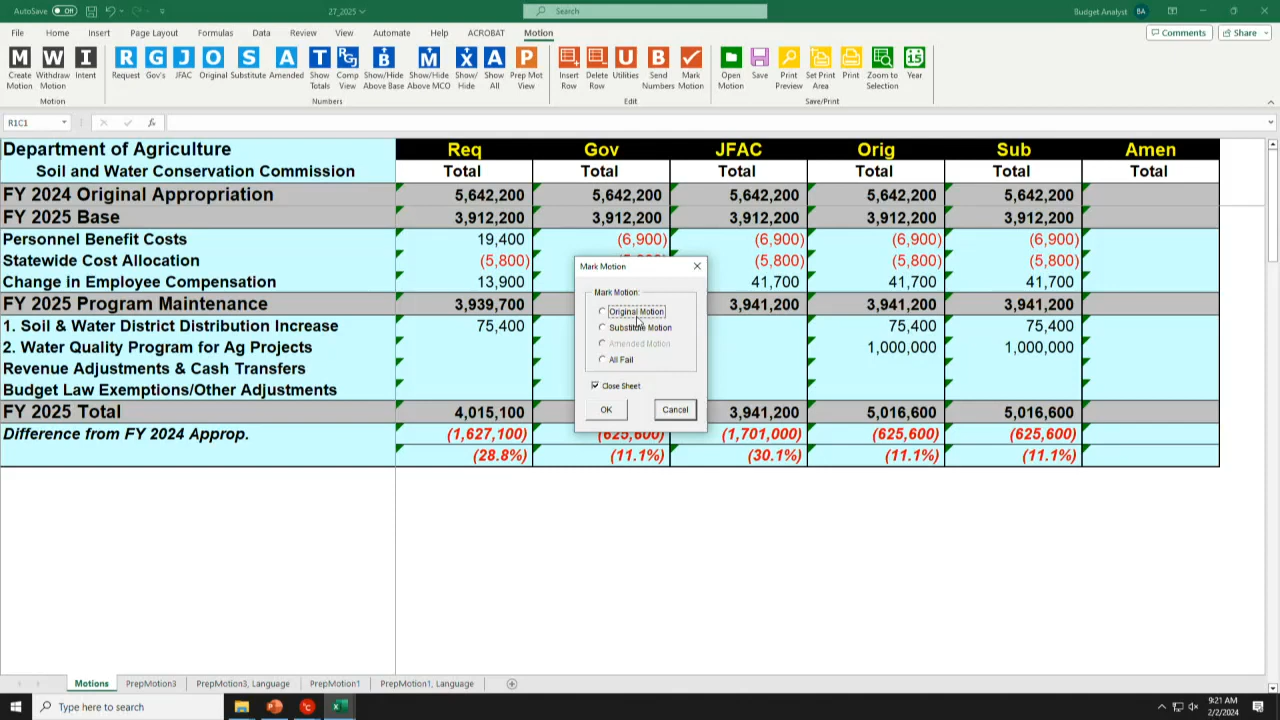 AutoSave Off 27_2025 Search Budget Analyst BA
File Home Insert Page Layout Formulas Data Review View Automate Help ACROBAT Motion Comments Share
M W I R G J O S A T RG B M X A P U B 15
Create Motion Withdraw Motion Intent Request Gov's JFAC Original Substitute Amended Show Totals Comp View Show/Hide Above Base Show/Hide Above MCO Show/Hide Show All Prep Mot View Insert Row Delete Row Utilities Send Numbers Mark Motion Open Motion Save Print Preview Set Print Area Print Zoom to Selection Year
Motion Numbers Edit Save/Print
R1C1 fx
Department of Agriculture Req Gov JFAC Orig Sub Amen
Soil and Water Conservation Commission Total Total Total Total Total Total
FY 2024 Original Appropriation 5,642,200 5,642,200 5,642,200 5,642,200 5,642,200
FY 2025 Base 3,912,200 3,912,200 3,912,200 3,912,200 3,912,200
Personnel Benefit Costs 19,400 (6,900) (6,900) (6,900) (6,900)
Statewide Cost Allocation (5,800) (5,800) (5,800) (5,800)
Change in Employee Compensation 13,900 41,700 41,700 41,700
FY 2025 Program Maintenance 3,939,700 3,941,200 3,941,200 3,941,200
1. Soil & Water District Distribution Increase 75,400 75,400 75,400
2. Water Quality Program for Ag Projects 1,000,000 1,000,000
Revenue Adjustments & Cash Transfers
Budget Law Exemptions/Other Adjustments
FY 2025 Total 4,015,100 3,941,200 5,016,600 5,016,600
Difference from FY 2024 Approp. (1,627,100) (625,600) (1,701,000) (625,600) (625,600)
(28.8%) (11.1%) (30.1%) (11.1%) (11.1%)
Mark Motion
Mark Motion:
Original Motion
Substitute Motion
Amended Motion
All Fail
Close Sheet
OK Cancel
Motions PrepMotion3 PrepMotion3, Language PrepMotion1 PrepMotion1, Language
Type here to search
9:21 AM
2/2/2024